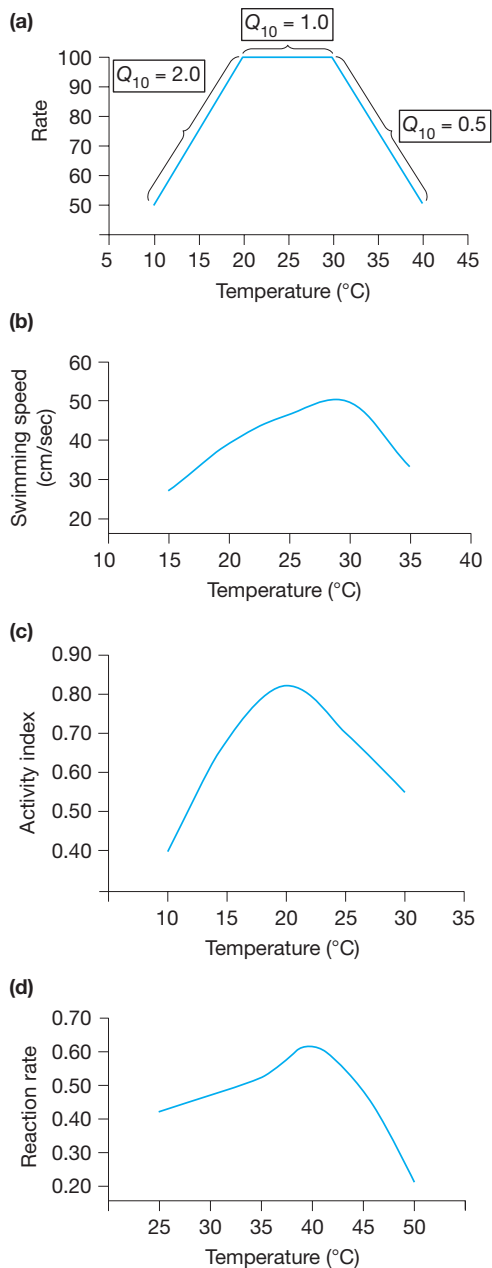 (a)
Q10 = 1.0
Q10 = 2.0
Q10 = 0.5
Rate
100
90
80
70
60
50
5 10 15 20 25 30 35 40 45
Temperature (°C)
(b)
Swimming speed
(cm/sec)
60
50
40
30
20
10 15 20 25 30 35 40
Temperature (°C)
(c)
Activity index
0.90
0.80
0.70
0.60
0.50
0.40
10 15 20 25 30 35
Temperature (°C)
(d)
Reaction rate
0.70
0.60
0.50
0.40
0.30
0.20
25 30 35 40 45 50
Temperature (°C)